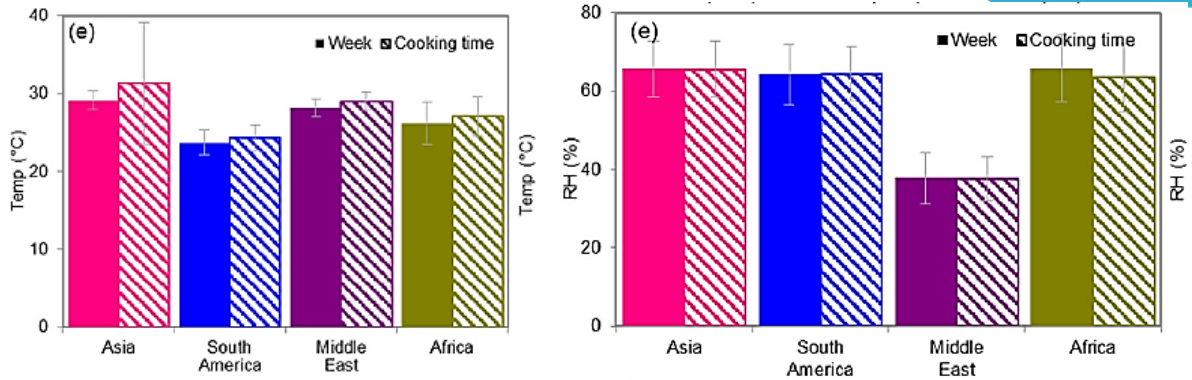 (e)
Week Cooking time
40
30
20
10
0
Temp (°C)
Asia South America Middle East Africa
Temp (°C)
(e)
Week Cooking time
80
60
40
20
0
RH (%)
Asia South America Middle East Africa
RH (%)